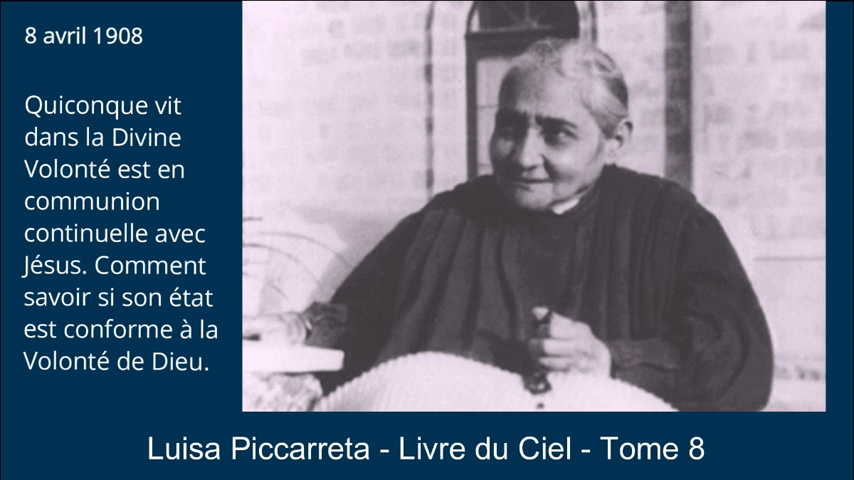 8 avril 1908
Quiconque vit
dans la Divine
Volonté est en
communion
continuelle avec
Jésus. Comment
savoir si son état
est conforme à la
Volonté de Dieu.
Luisa Piccarreta - Livre du Ciel - Tome 8